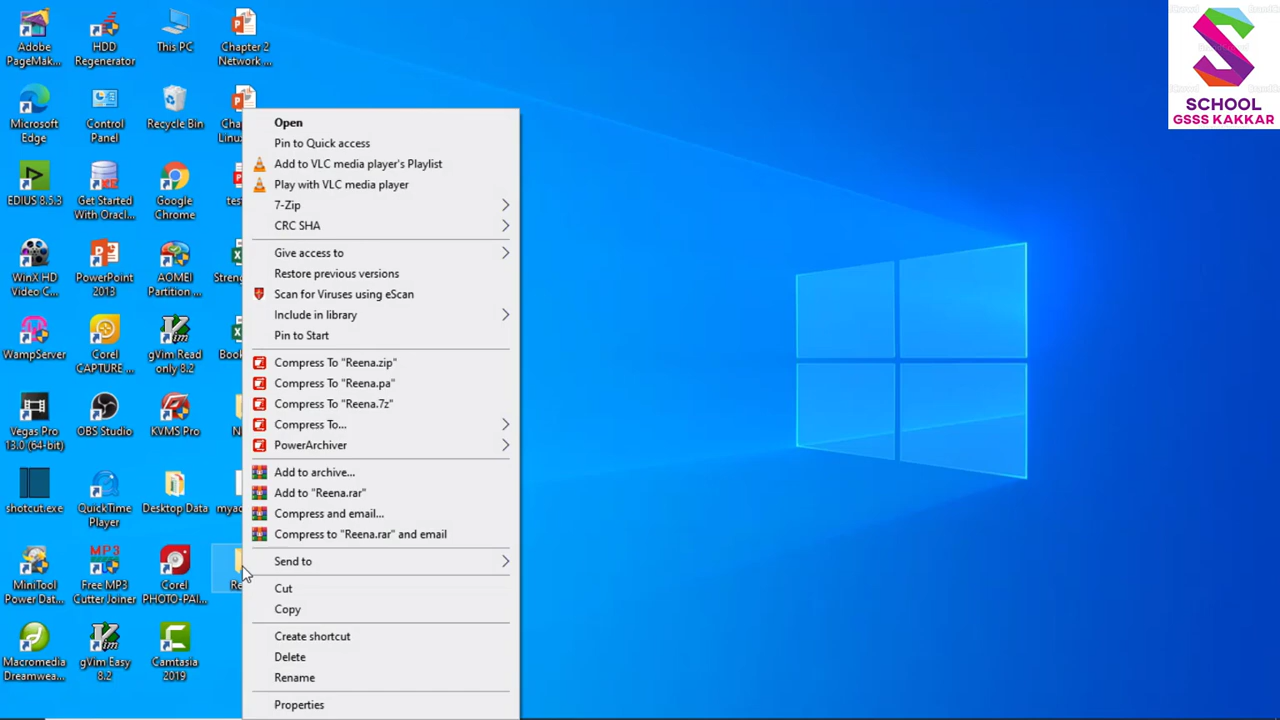 Adobe
PageMak...
HDD
Regenerator
This PC
Chapter 2
Network ...
Microsoft
Edge
Control
Panel
Recycle Bin
EDIUS 8.5.3
Get Started
With Oracl...
Google
Chrome
WinX HD
Video C...
PowerPoint
2013
AOMEI
Partition ...
WampServer
Corel
CAPTURE ...
gVim Read
only 8.2
Vegas Pro
13.0 (64-bit)
OBS Studio
KVMS Pro
shotcut.exe
QuickTime
Player
Desktop Data
MiniTool
Power Dat...
Free MP3
Cutter Joiner
Corel
PHOTO-PAI...
Macromedia
Dreamwea...
gVim Easy
8.2
Camtasia
2019
Open
Pin to Quick access
Add to VLC media player's Playlist
Play with VLC media player
7-Zip
CRC SHA
Give access to
Restore previous versions
Scan for Viruses using eScan
Include in library
Pin to Start
Compress To "Reena.zip"
Compress To "Reena.pa"
Compress To "Reena.7z"
Compress To...
PowerArchiver
Add to archive...
Add to "Reena.rar"
Compress and email...
Compress to "Reena.rar" and email
Send to
Cut
Copy
Create shortcut
Delete
Rename
Properties
SCHOOL
GSSS KAKKAR